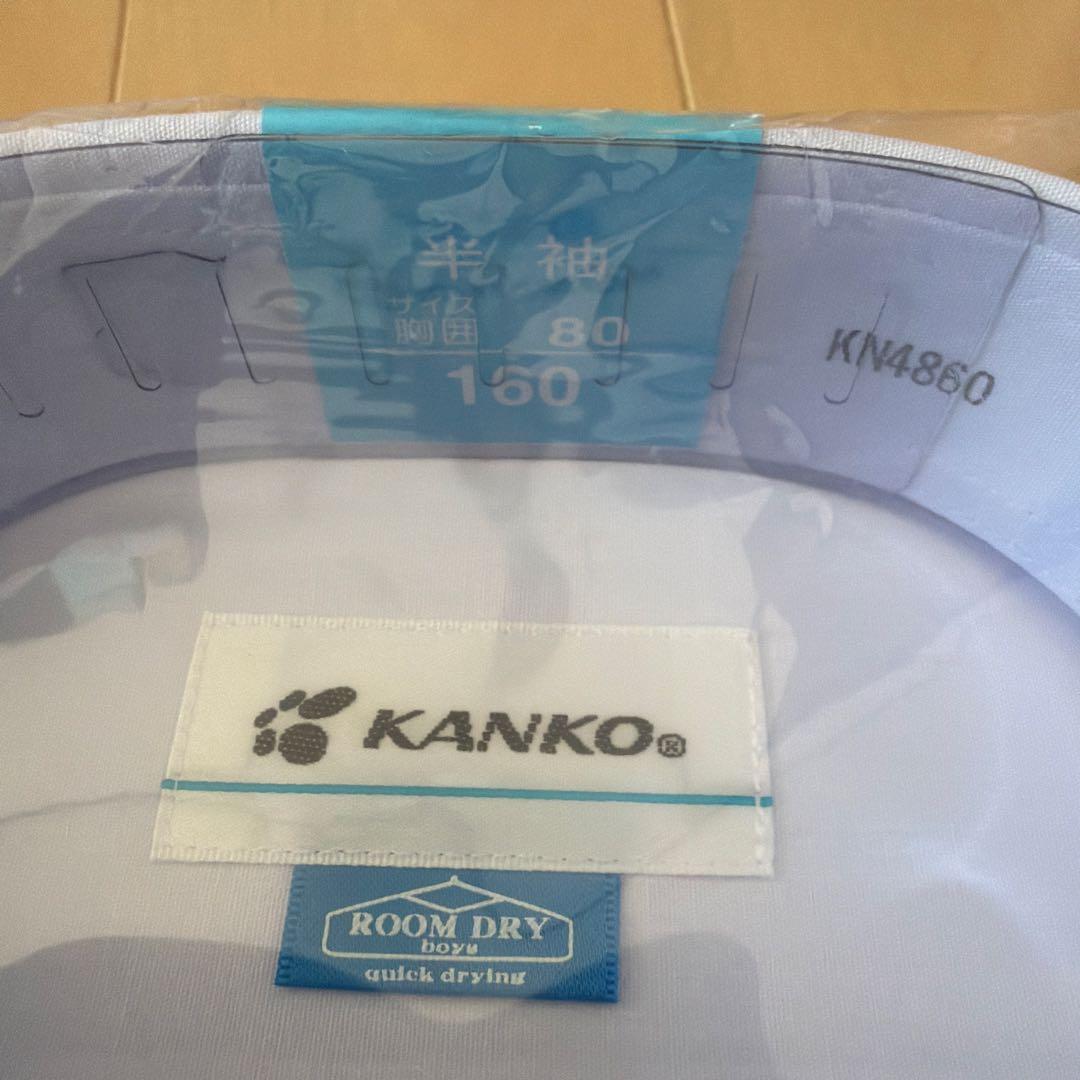 半袖
サイズ
胸囲 80
160
KN4860
KANKO®
ROOM DRY
boys
quick drying